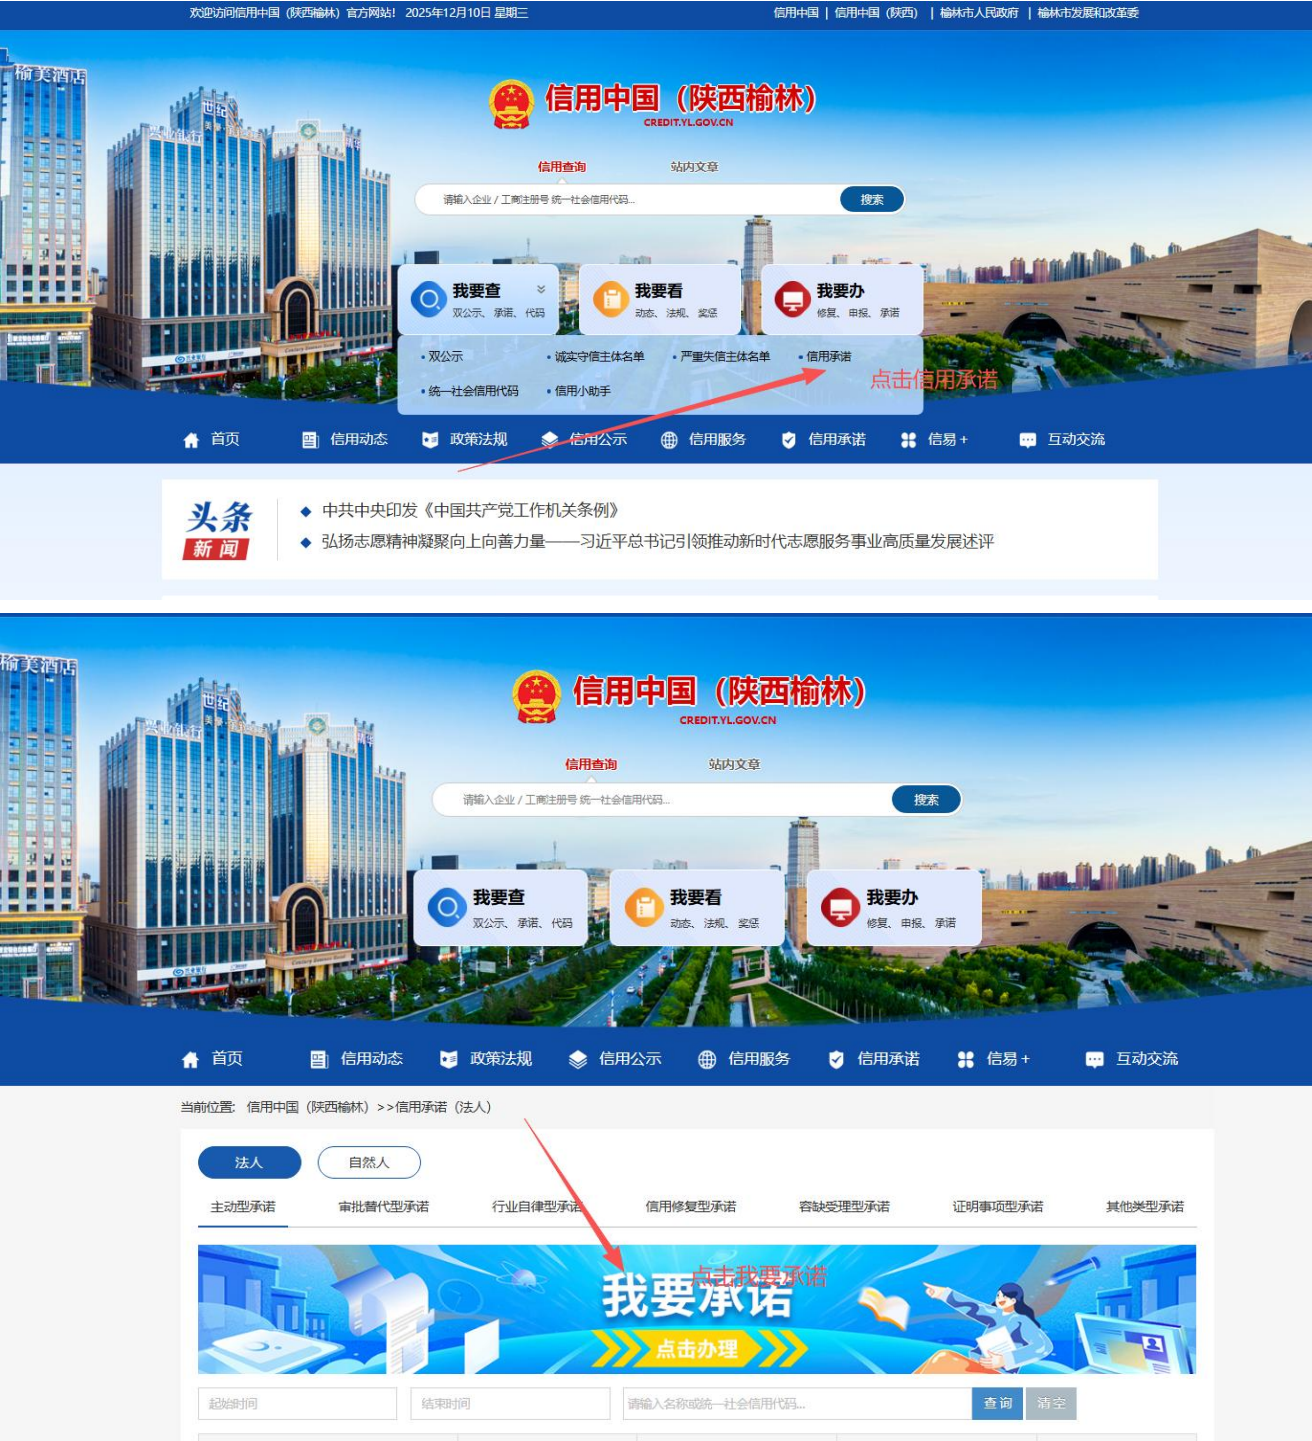 欢迎访问信用中国（陕西榆林）官方网站！ 2025年12月10日 星期三
信用中国 | 信用中国（陕西） | 榆林市人民政府 | 榆林市发展和改革委
榆美酒店
世纪
兴业银行
信用中国（陕西榆林）
CREDIT.YL.GOV.CN
信用查询 站内文章
请输入企业 / 工商注册号 统一社会信用代码... 搜索
我要查 我要看 我要办
双公示、 承诺、 代码 动态、 法规、 奖惩 修复、 申报、 承诺
• 双公示 • 诚实守信主体名单 • 严重失信主体名单 • 信用承诺
点击信用承诺
• 统一社会信用代码 • 信用小助手
首页 信用动态 政策法规 信用公示 信用服务 信用承诺 信易 + 互动交流
头条
新闻
◆ 中共中央印发《中国共产党工作机关条例》
◆ 弘扬志愿精神凝聚向上向善力量——习近平总书记引领推动新时代志愿服务事业高质量发展述评
榆美酒店
世纪
兴业银行
信用中国（陕西榆林）
CREDIT.YL.GOV.CN
信用查询 站内文章
请输入企业 / 工商注册号 统一社会信用代码... 搜索
我要查 我要看 我要办
双公示、 承诺、 代码 动态、 法规、 奖惩 修复、 申报、 承诺
首页 信用动态 政策法规 信用公示 信用服务 信用承诺 信易 + 互动交流
当前位置: 信用中国（陕西榆林）>>信用承诺（法人）
法人 自然人
主动型承诺 审批替代型承诺 行业自律型承诺 信用修复型承诺 容缺受理型承诺 证明事项型承诺 其他类型承诺
点击我要承诺
我要承诺
点击办理
起始时间 结束时间 请输入名称或统一社会信用代码... 查询 清空